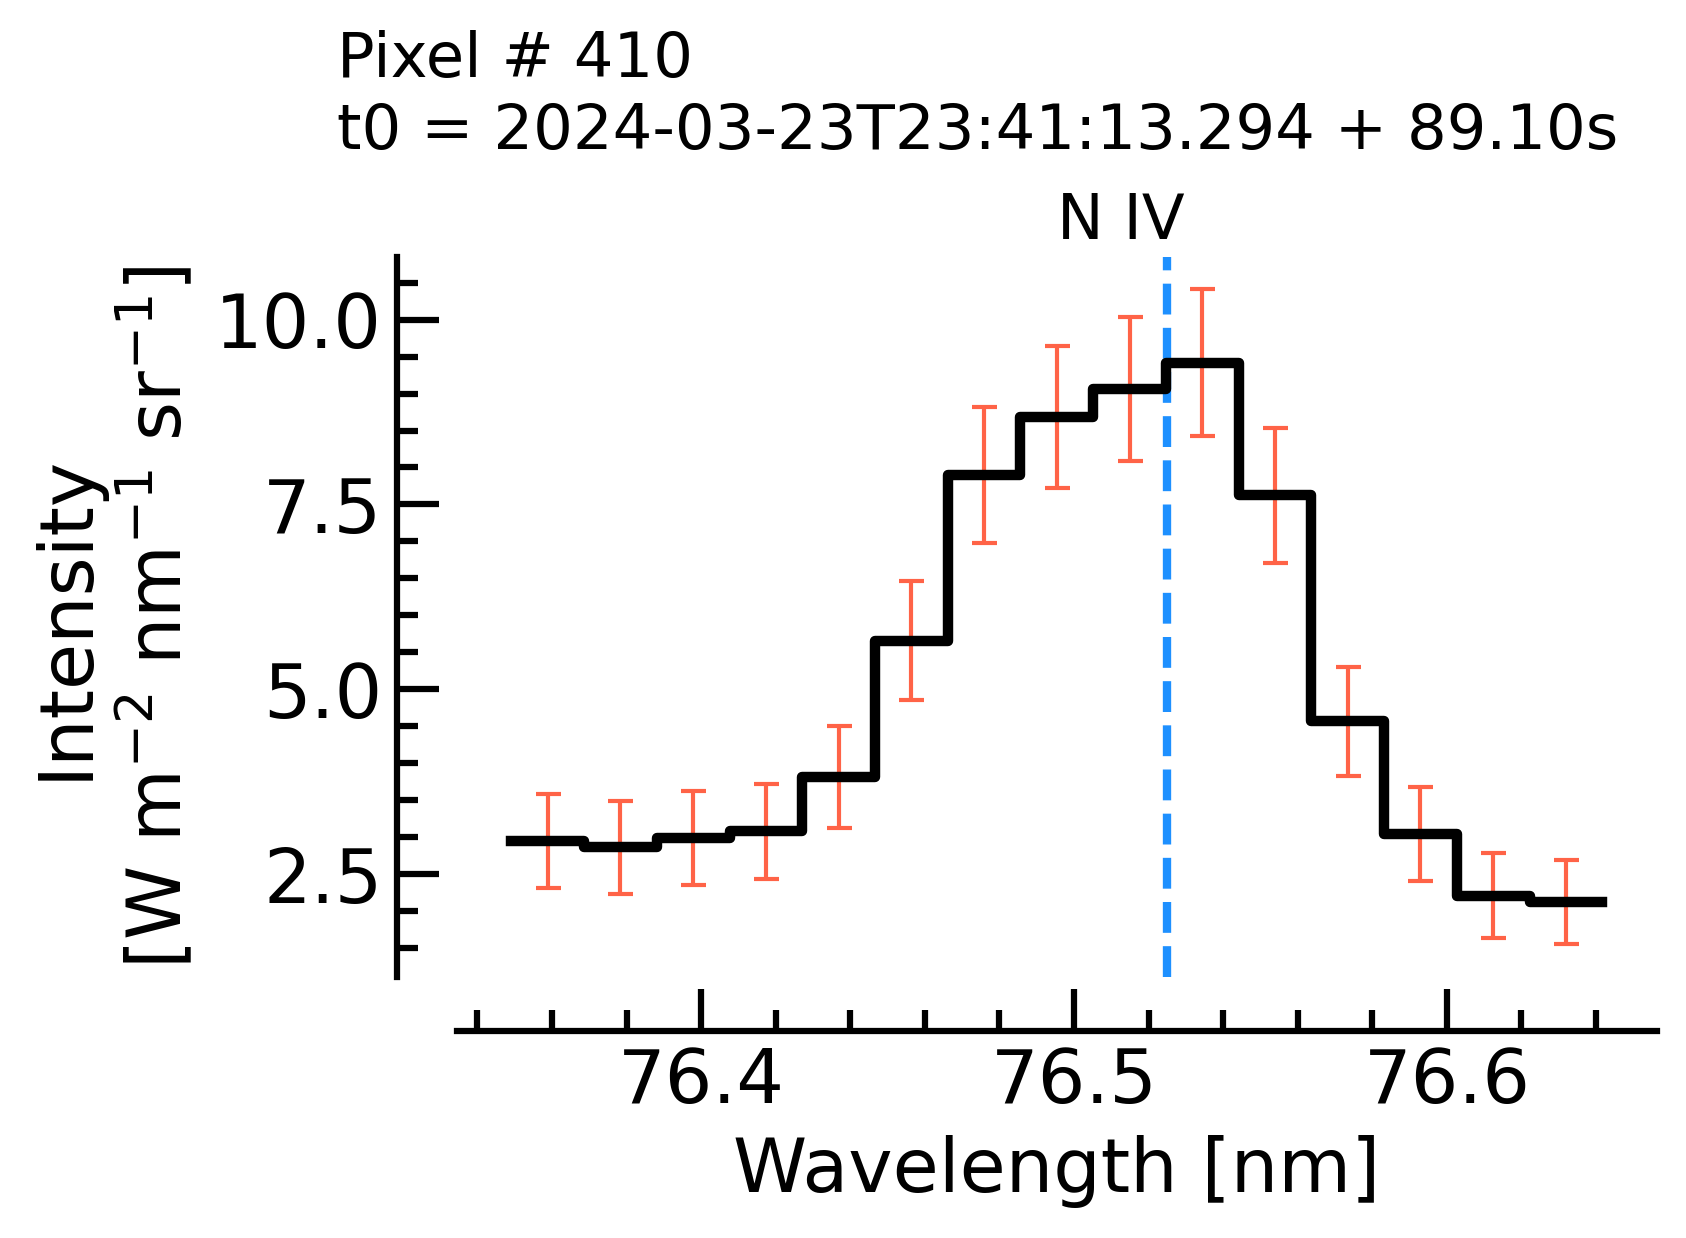 Pixel # 410
t0 = 2024-03-23T23:41:13.294 + 89.10s
N IV
Intensity
[W m⁻² nm⁻¹ sr⁻¹]
10.0
7.5
5.0
2.5
76.4 76.5 76.6
Wavelength [nm]